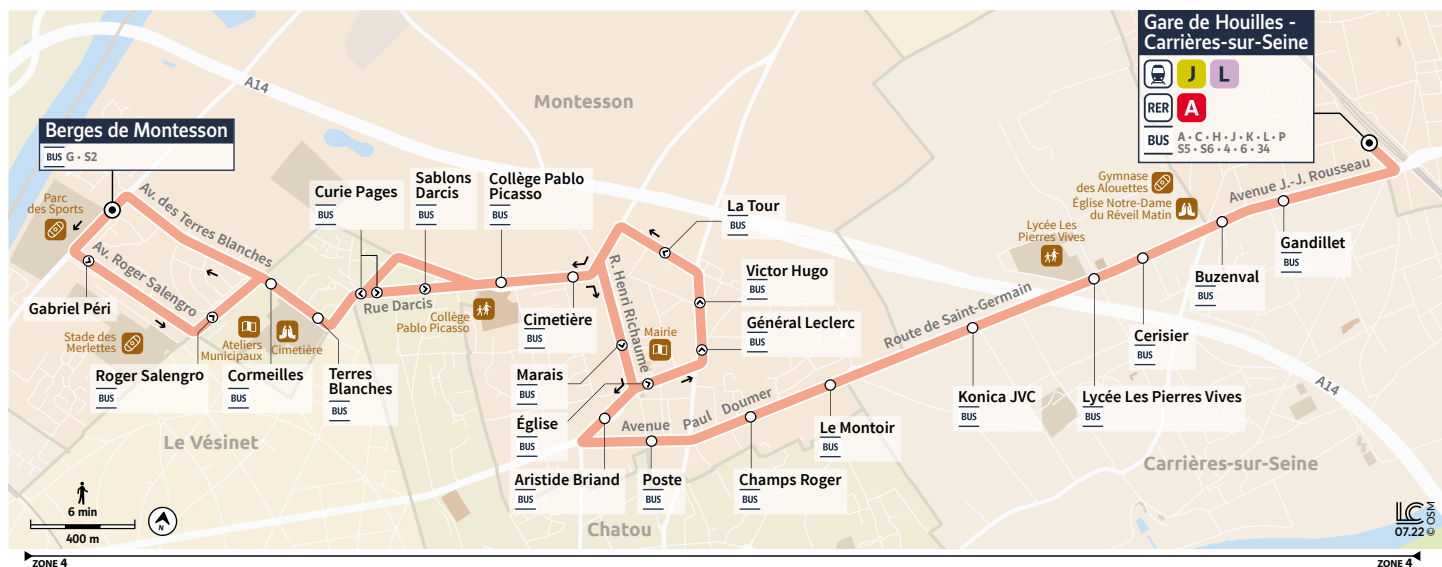 Gare de Houilles -
Carrières-sur-Seine
J L
RER A
BUS A • C • H • J • K • L • P
S5 • S6 • 4 • 6 • 34
A14
Montesson
Berges de Montesson
BUS G • S2
Parc
des Sports
Av. des Terres Blanches
Av. Roger Salengro
Gabriel Péri
Stade des
Merlettes
Roger Salengro
BUS
Ateliers
Municipaux
Cimetière
Cormeilles
BUS
Terres
Blanches
BUS
Curie Pages
BUS
Sablons
Darcis
BUS
Collège Pablo
Picasso
BUS
Rue Darcis
Collège
Pablo Picasso
Cimetière
BUS
La Tour
BUS
R. Henri Richaume
Victor Hugo
BUS
Mairie
Général Leclerc
BUS
Marais
BUS
Église
BUS
Aristide Briand
BUS
Avenue Paul Doumer
Poste
BUS
Champs Roger
BUS
Le Montoir
BUS
Route de Saint-Germain
Konica JVC
BUS
Lycée Les
Pierres Vives
Lycée Les Pierres Vives
BUS
Cerisier
BUS
Gymnase
des Alouettes
Église Notre-Dame
du Réveil Matin
Buzenval
BUS
Gandillet
BUS
Avenue J.-J. Rousseau
A14
Le Vésinet
Chatou
Carrières-sur-Seine
6 min
400 m
N
LC
07.22 © OSM
ZONE 4
ZONE 4